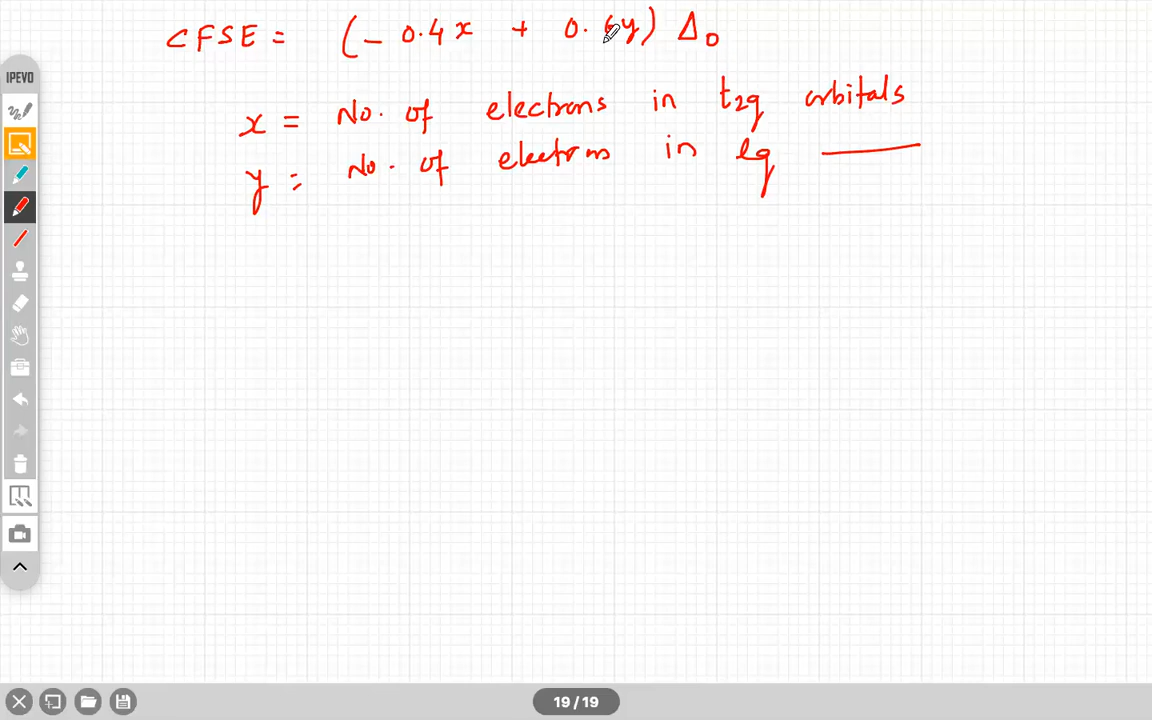 CFSE = (- 0.4x + 0.6y) Δ₀
x = No. of electrons in t₂g orbitals
y = No. of electrons in eg ———
IPEVO
19 / 19